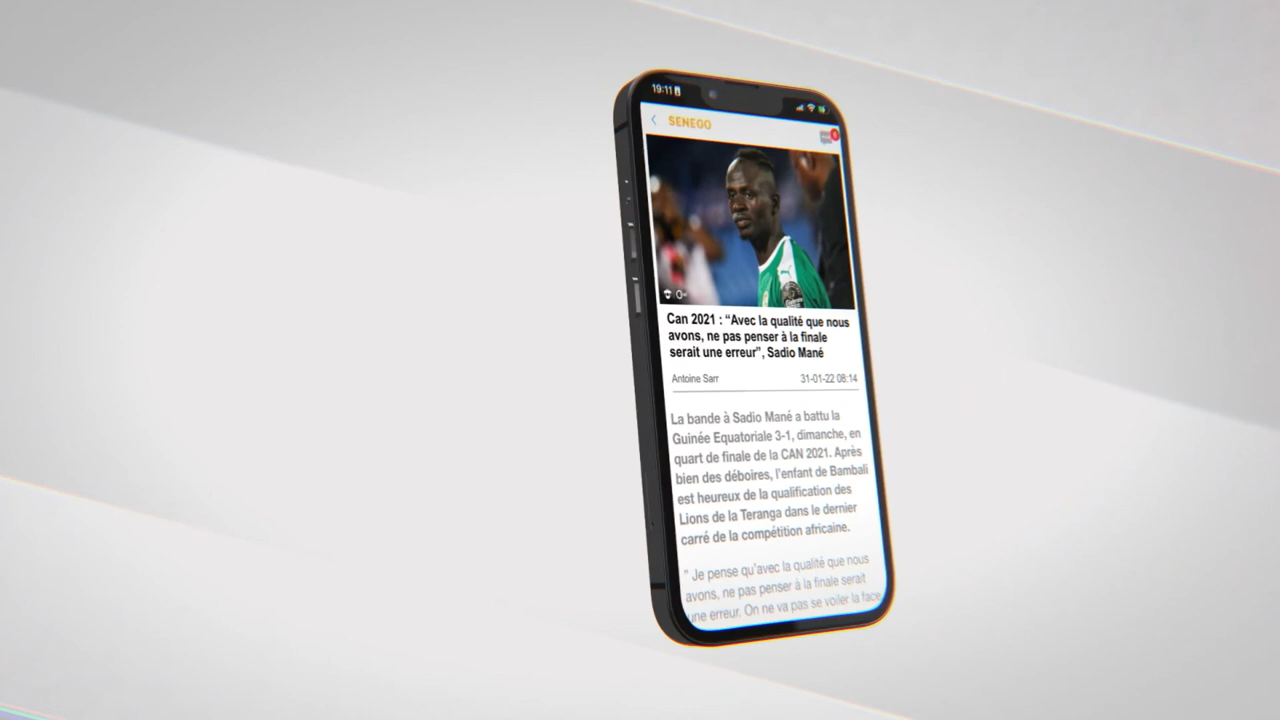 19:11
SENEGO
Can 2021 : “Avec la qualité que nous
avons, ne pas penser à la finale
serait une erreur”, Sadio Mané
Antoine Sarr 31-01-22 08:14
La bande à Sadio Mané a battu la
Guinée Equatoriale 3-1, dimanche, en
quart de finale de la CAN 2021. Après
bien des déboires, l'enfant de Bambali
est heureux de la qualification des
Lions de la Teranga dans le dernier
carré de la compétition africaine.
" Je pense qu'avec la qualité que nous
avons, ne pas penser à la finale serait
une erreur. On ne va pas se voiler la face